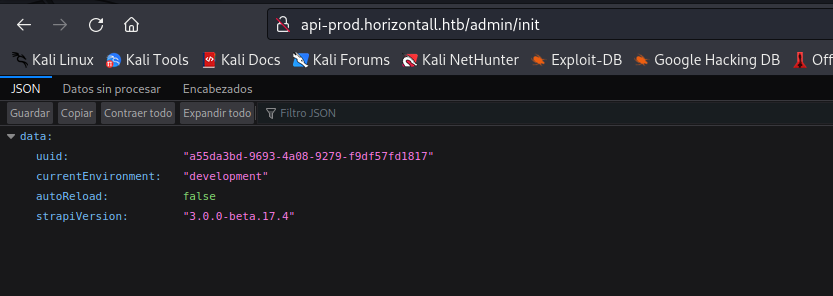 api-prod.horizontall.htb/admin/init
Kali Linux Kali Tools Kali Docs Kali Forums Kali NetHunter Exploit-DB Google Hacking DB Off
JSON Datos sin procesar Encabezados
Guardar Copiar Contraer todo Expandir todo Filtro JSON
data:
uuid: "a55da3bd-9693-4a08-9279-f9df57fd1817"
currentEnvironment: "development"
autoReload: false
strapiVersion: "3.0.0-beta.17.4"